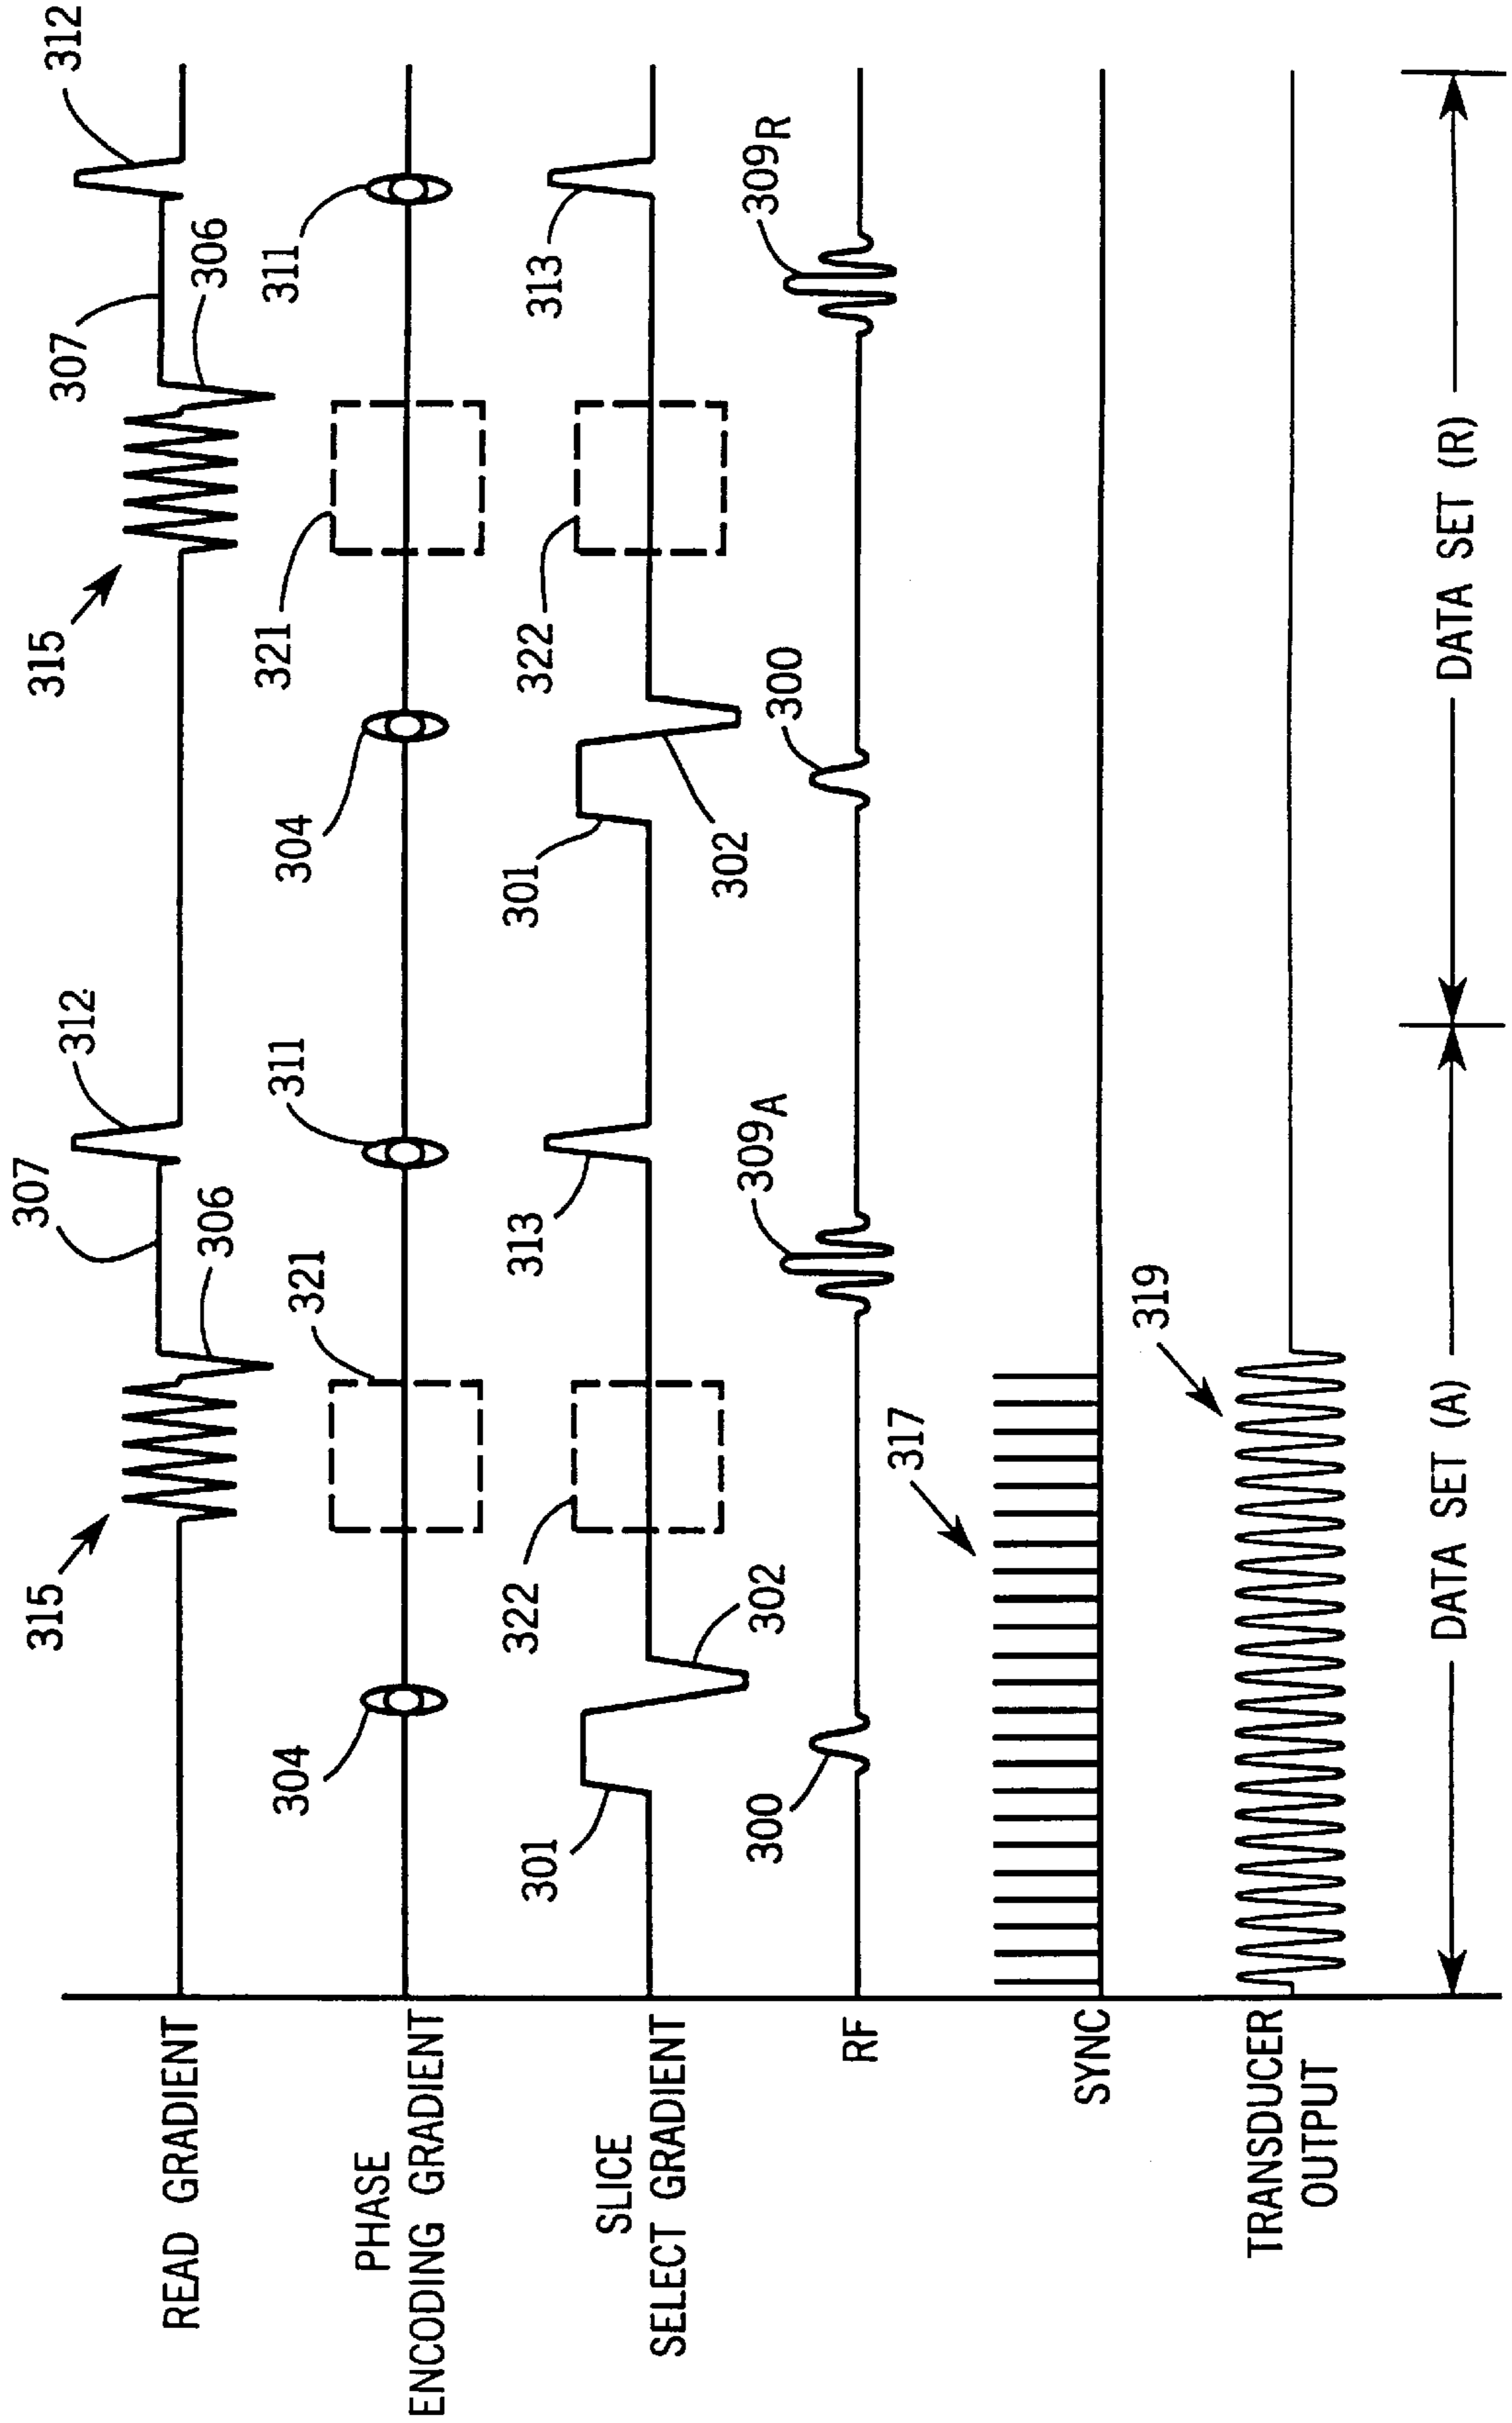 READ GRADIENT
315
306
307
312
315
306
307
312
PHASE
ENCODING GRADIENT
304
321
311
304
321
311
SLICE
SELECT GRADIENT
301
302
322
313
301
302
322
313
RF
300
309A
300
309R
SYNC
317
TRANSDUCER
OUTPUT
319
DATA SET (A)
DATA SET (R)